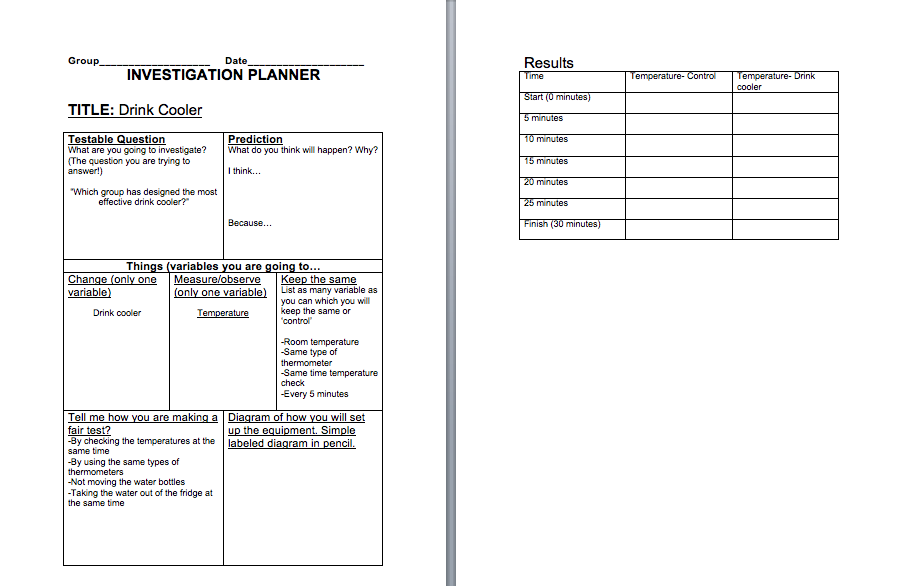 Group___________________ Date____________________
INVESTIGATION PLANNER
TITLE: Drink Cooler
Testable Question
What are you going to investigate?
(The question you are trying to
answer!)
"Which group has designed the most
effective drink cooler?"
Prediction
What do you think will happen? Why?
I think…
Because…
Things (variables you are going to…
Change (only one
variable)
Drink cooler
Measure/observe
(only one variable)
Temperature
Keep the same
List as many variable as
you can which you will
keep the same or
'control'
-Room temperature
-Same type of
thermometer
-Same time temperature
check
-Every 5 minutes
Tell me how you are making a
fair test?
-By checking the temperatures at the
same time
-By using the same types of
thermometers
-Not moving the water bottles
-Taking the water out of the fridge at
the same time
Diagram of how you will set
up the equipment. Simple
labeled diagram in pencil.
Results
Time Temperature- Control Temperature- Drink
cooler
Start (0 minutes)
5 minutes
10 minutes
15 minutes
20 minutes
25 minutes
Finish (30 minutes)